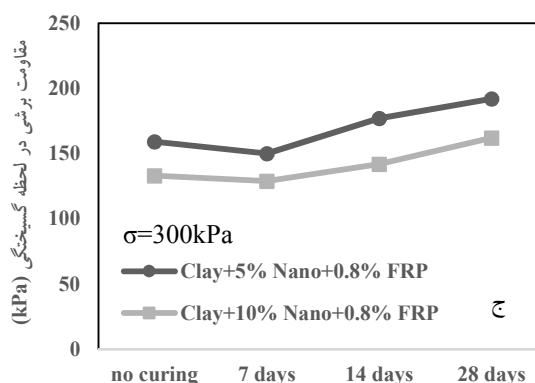 مقاومت برشی در لحظه گسیختگی
(kPa)
250
200
150
100
50
0
σ=300kPa
Clay+5% Nano+0.8% FRP
Clay+10% Nano+0.8% FRP
ج
no curing 7 days 14 days 28 days